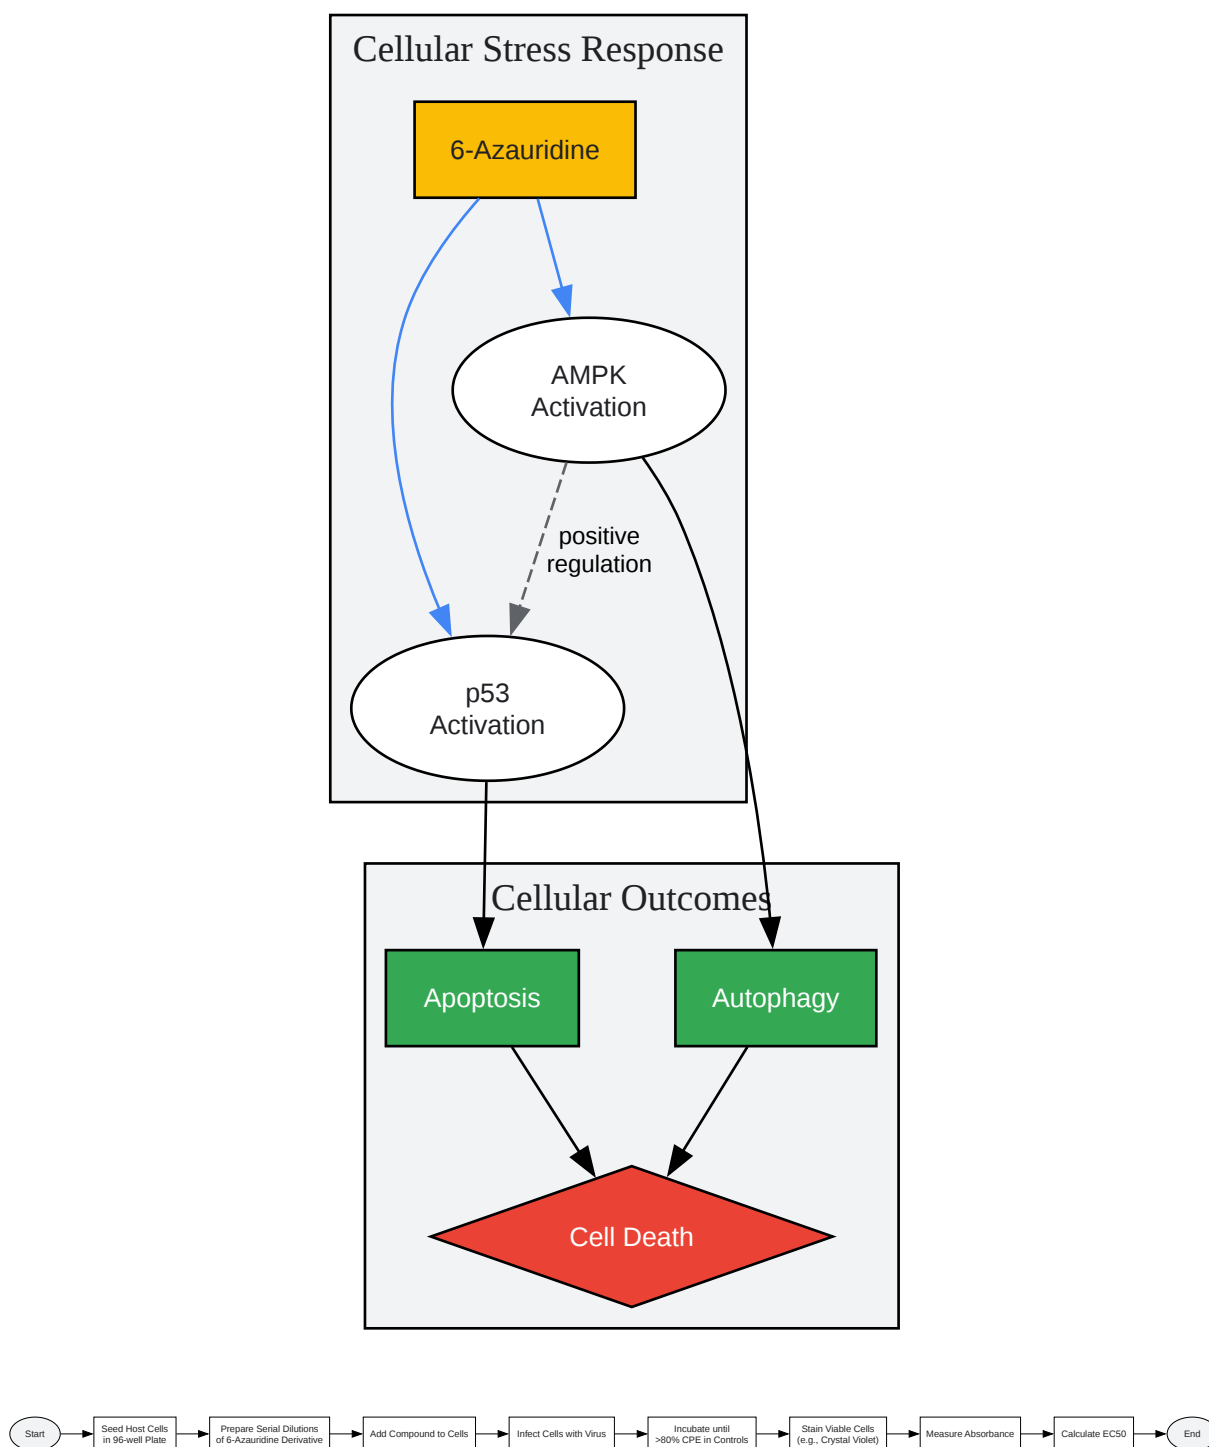 Cellular Stress Response
6-Azauridine
AMPK
Activation
positive
regulation
p53
Activation
Cellular Outcomes
Apoptosis
Autophagy
Cell Death
Start
Seed Host Cells
in 96-well Plate
Prepare Serial Dilutions
of 6-Azauridine Derivative
Add Compound to Cells
Infect Cells with Virus
Incubate until
>80% CPE in Controls
Stain Viable Cells
(e.g., Crystal Violet)
Measure Absorbance
Calculate EC50
End